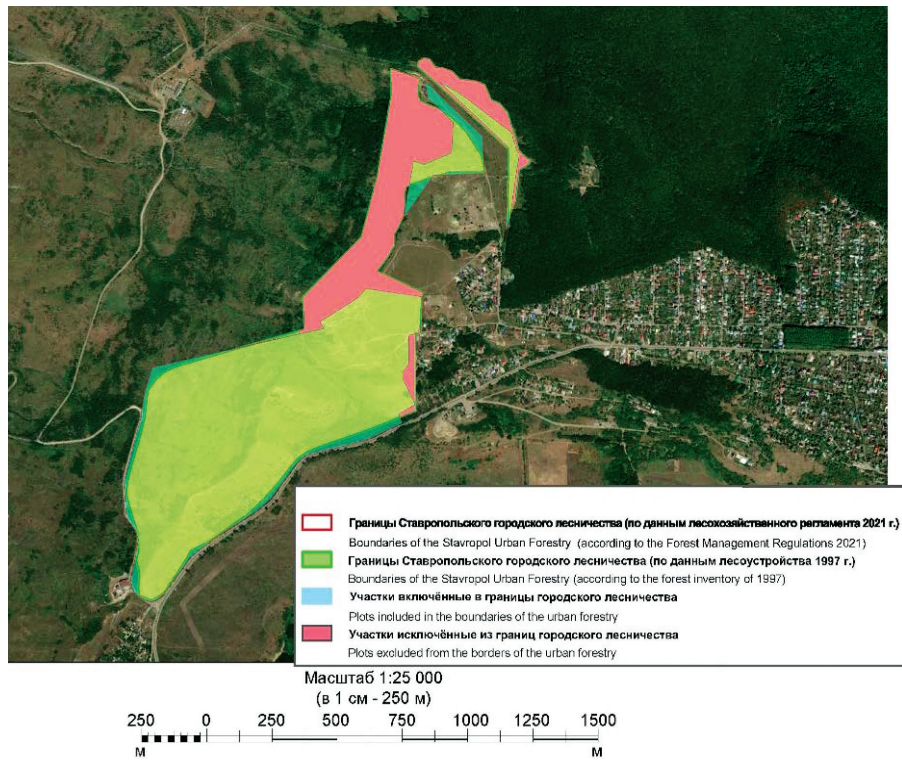 Границы Ставропольского городского лесничества (по данным лесохозяйственного регламента 2021 г.)
Boundaries of the Stavropol Urban Forestry (according to the Forest Management Regulations 2021)
Границы Ставропольского городского лесничества (по данным лесоустройства 1997 г.)
Boundaries of the Stavropol Urban Forestry (according to the forest inventory of 1997)
Участки включённые в границы городского лесничества
Plots included in the boundaries of the urban forestry
Участки исключённые из границ городского лесничества
Plots excluded from the borders of the urban forestry
Масштаб 1:25 000
(в 1 см - 250 м)
250 0 250 500 750 1000 1250 1500
м м